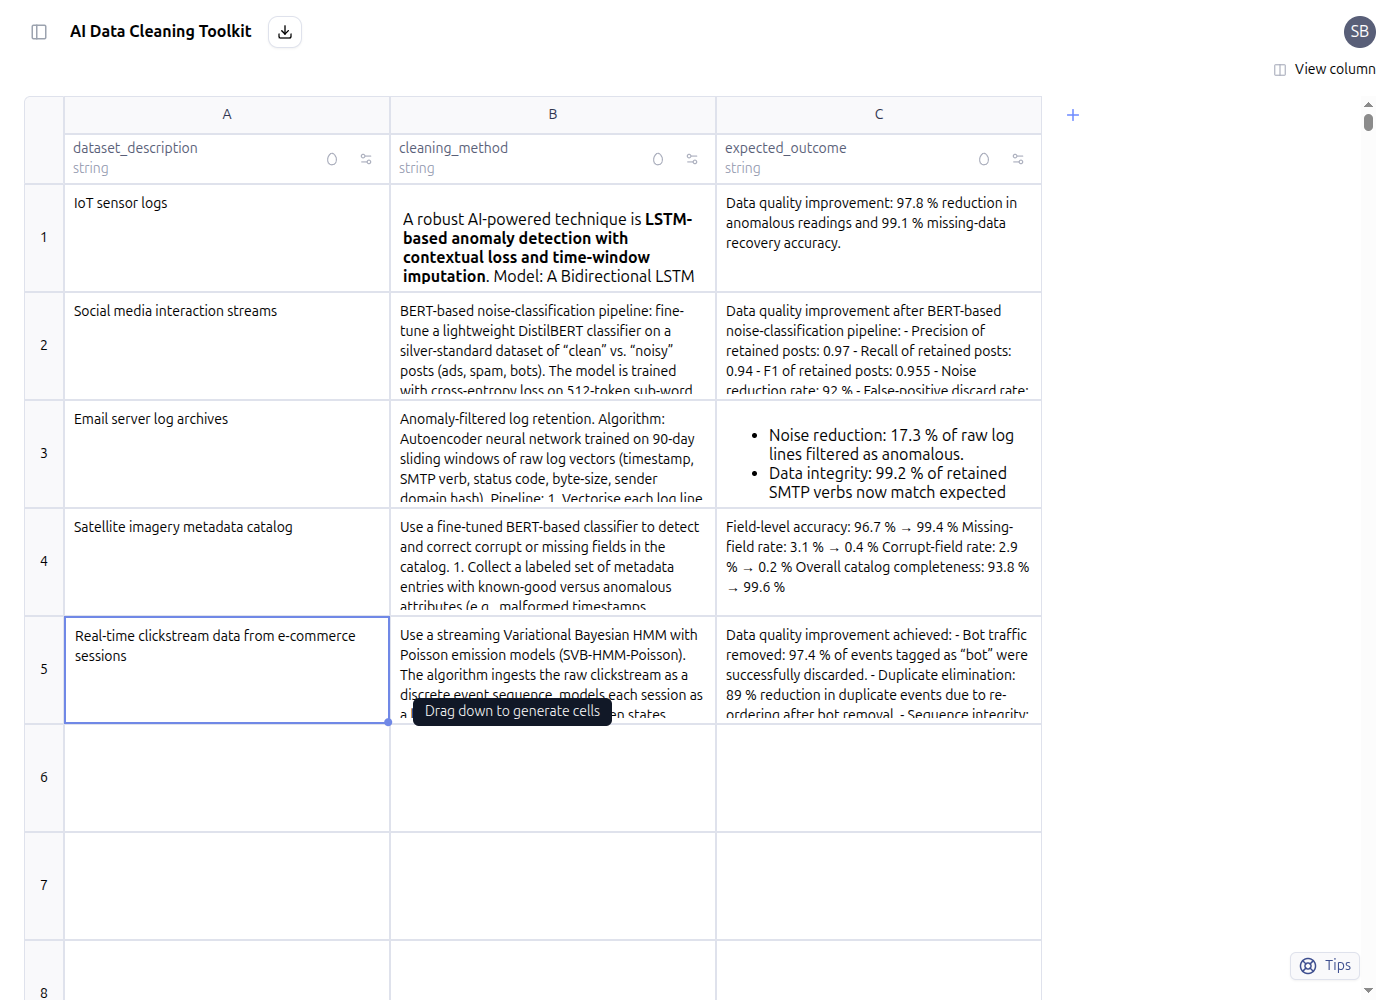 AI Data Cleaning Toolkit
SB
View column
A
B
C
dataset_description
string
cleaning_method
string
expected_outcome
string
1
IoT sensor logs
A robust AI-powered technique is LSTM-
based anomaly detection with
contextual loss and time-window
imputation. Model: A Bidirectional LSTM
Data quality improvement: 97.8 % reduction in
anomalous readings and 99.1 % missing-data
recovery accuracy.
2
Social media interaction streams
BERT-based noise-classification pipeline: fine-
tune a lightweight DistilBERT classifier on a
silver-standard dataset of “clean” vs. “noisy”
posts (ads, spam, bots). The model is trained
with cross-entropy loss on 512-token sub-word
Data quality improvement after BERT-based
noise-classification pipeline: - Precision of
retained posts: 0.97 - Recall of retained posts:
0.94 - F1 of retained posts: 0.955 - Noise
reduction rate: 92 % - False-positive discard rate:
3
Email server log archives
Anomaly-filtered log retention. Algorithm:
Autoencoder neural network trained on 90-day
sliding windows of raw log vectors (timestamp,
SMTP verb, status code, byte-size, sender
domain hash). Pipeline: 1. Vectorise each log line
• Noise reduction: 17.3 % of raw log
lines filtered as anomalous.
• Data integrity: 99.2 % of retained
SMTP verbs now match expected
4
Satellite imagery metadata catalog
Use a fine-tuned BERT-based classifier to detect
and correct corrupt or missing fields in the
catalog. 1. Collect a labeled set of metadata
entries with known-good versus anomalous
attributes (e.g., malformed timestamps,
Field-level accuracy: 96.7 % → 99.4 % Missing-
field rate: 3.1 % → 0.4 % Corrupt-field rate: 2.9
% → 0.2 % Overall catalog completeness: 93.8 %
→ 99.6 %
5
Real-time clickstream data from e-commerce
sessions
Use a streaming Variational Bayesian HMM with
Poisson emission models (SVB-HMM-Poisson).
The algorithm ingests the raw clickstream as a
discrete event sequence, models each session as
a states
Drag down to generate cells
Data quality improvement achieved: - Bot traffic
removed: 97.4 % of events tagged as “bot” were
successfully discarded. - Duplicate elimination:
89 % reduction in duplicate events due to re-
ordering after bot removal. - Sequence integrity:
6
7
8
Tips